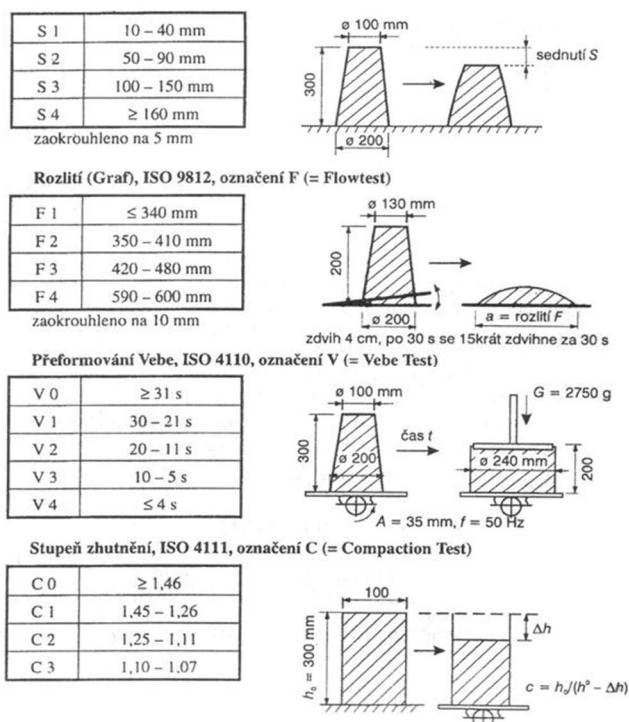 S 1 10 – 40 mm
S 2 50 – 90 mm
S 3 100 – 150 mm
S 4 ≥ 160 mm
zaokrouhleno na 5 mm
ø 100 mm
sednutí S
300
ø 200
Rozlití (Graf), ISO 9812, označení F (= Flowtest)
F 1 ≤ 340 mm
F 2 350 – 410 mm
F 3 420 – 480 mm
F 4 590 – 600 mm
zaokrouhleno na 10 mm
ø 130 mm
200
ø 200
a = rozlití F
zdvih 4 cm, po 30 s se 15krát zdvihne za 30 s
Přeformování Vebe, ISO 4110, označení V (= Vebe Test)
V 0 ≥ 31 s
V 1 30 – 21 s
V 2 20 – 11 s
V 3 10 – 5 s
V 4 ≤ 4 s
ø 100 mm
G = 2750 g
300
čas t
ø 200
ø 240 mm
200
A = 35 mm, f = 50 Hz
Stupeň zhutnění, ISO 4111, označení C (= Compaction Test)
C 0 ≥ 1,46
C 1 1,45 – 1,26
C 2 1,25 – 1,11
C 3 1,10 – 1.07
100
Δh
h₀ = 300 mm
c = h₀/(h⁰ – Δh)